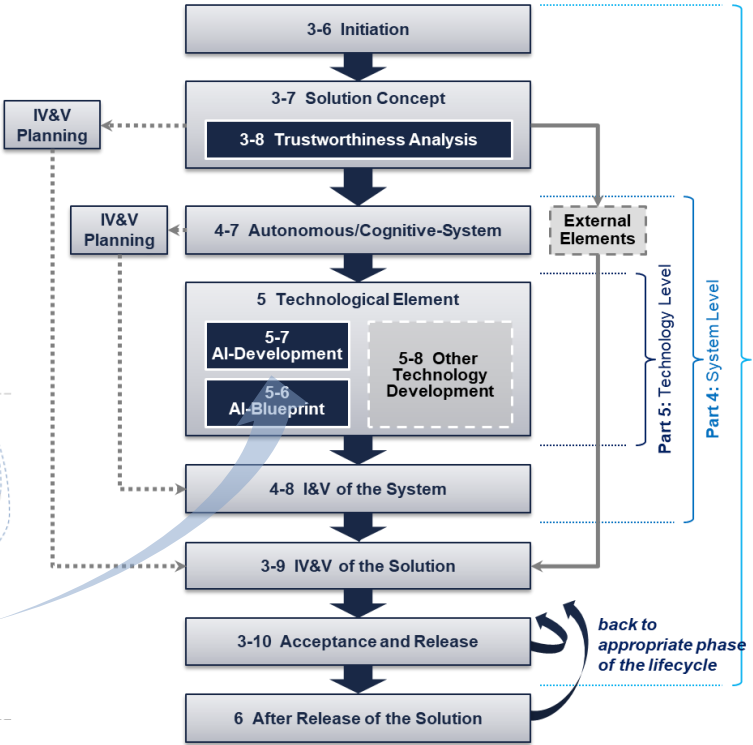 3-6 Initiation
3-7 Solution Concept
3-8 Trustworthiness Analysis
IV&V
Planning
IV&V
Planning
4-7 Autonomous/Cognitive-System
External
Elements
5 Technological Element
5-7
AI-Development
5-6
AI-Blueprint
5-8 Other
Technology
Development
Part 5: Technology Level
Part 4: System Level
4-8 I&V of the System
3-9 IV&V of the Solution
3-10 Acceptance and Release
back to
appropriate phase
of the lifecycle
6 After Release of the Solution